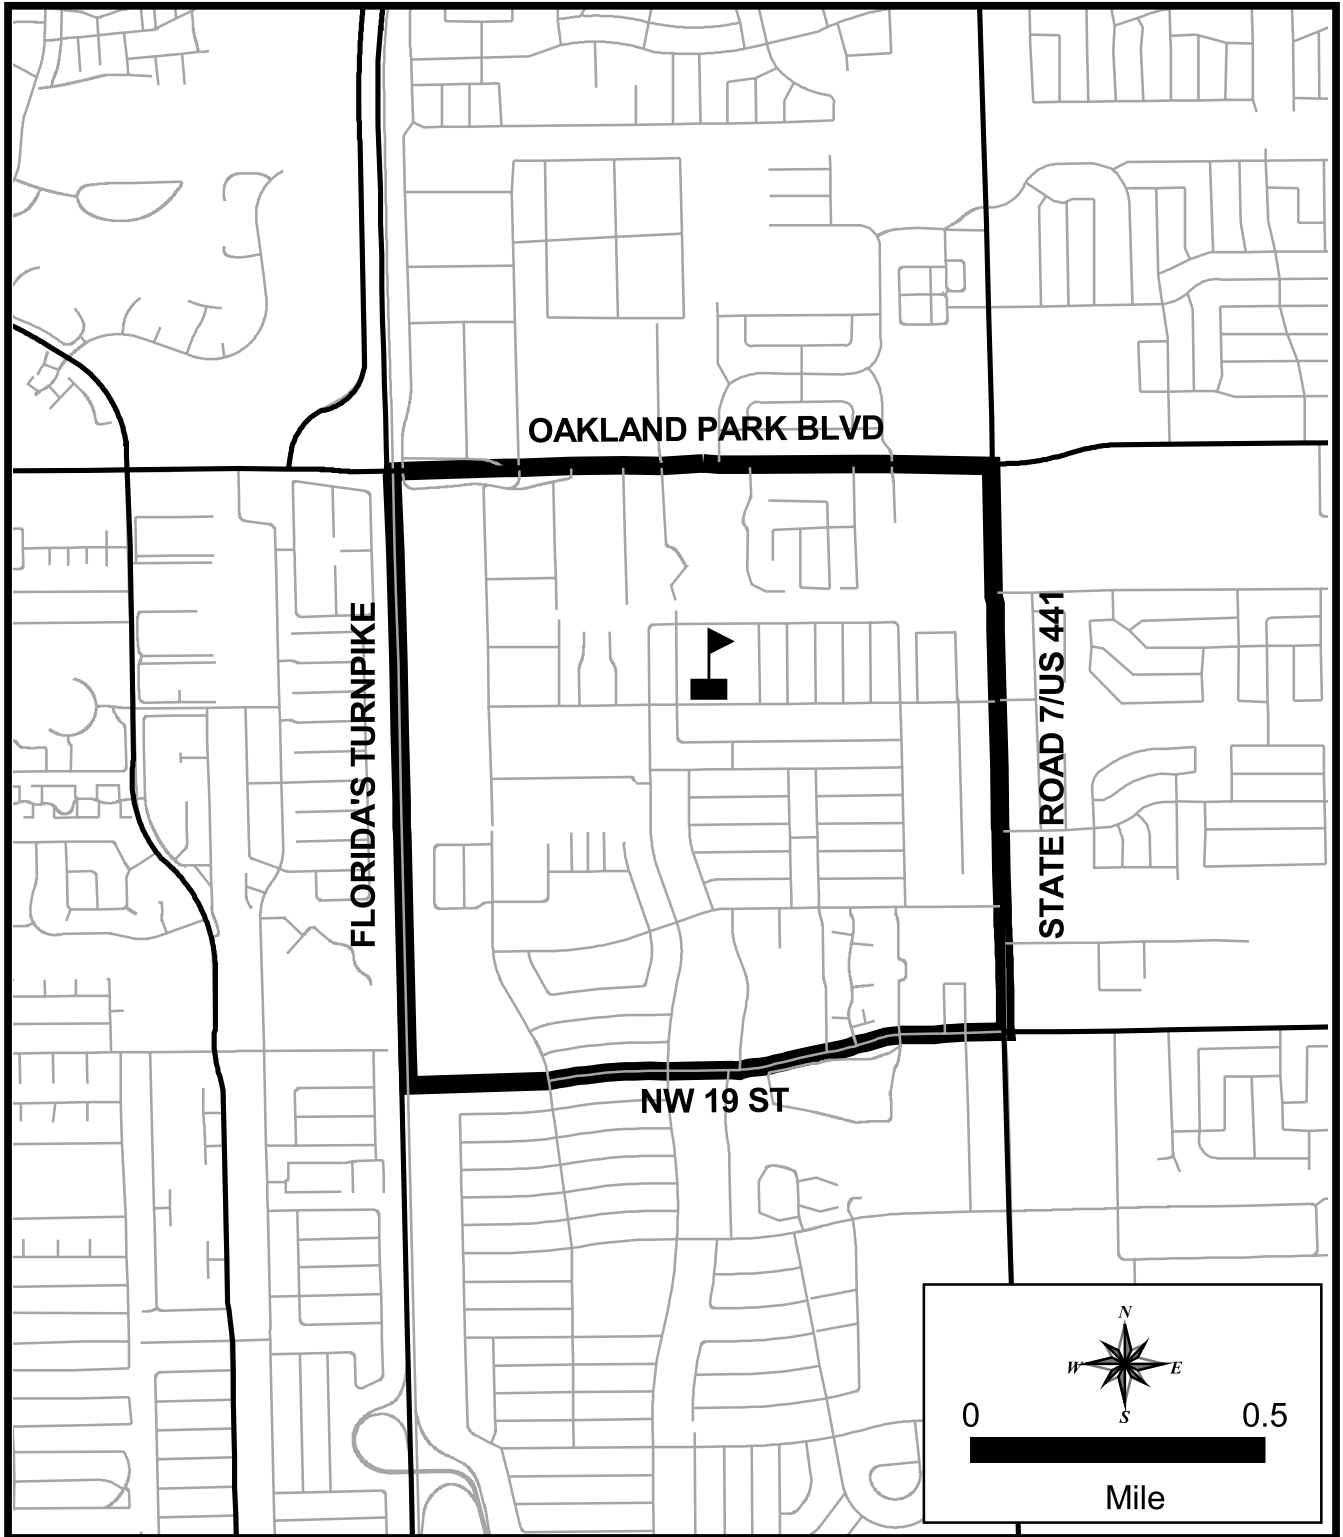 OAKLAND PARK BLVD
FLORIDA'S TURNPIKE
STATE ROAD 7/US 441
NW 19 ST
N
W E
S
0 0.5
Mile